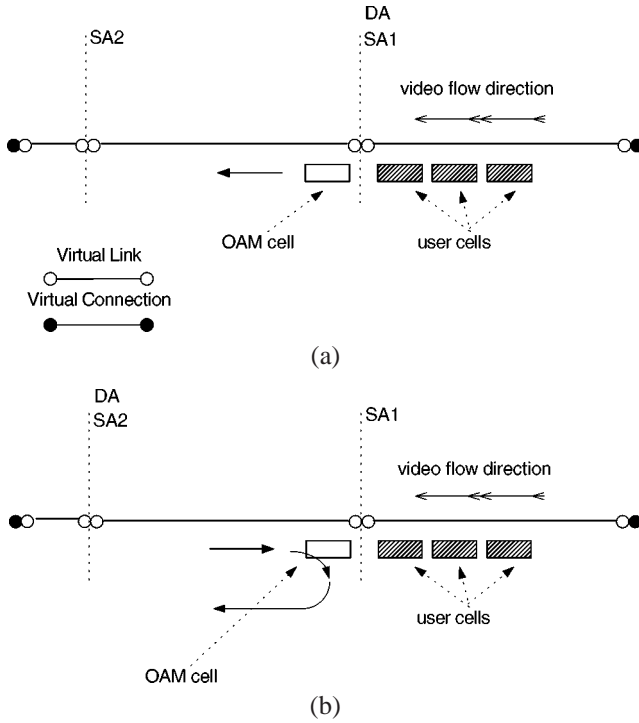 DA
SA2
SA1
video flow direction
OAM cell
user cells
Virtual Link
Virtual Connection
(a)
DA
SA2
SA1
video flow direction
user cells
OAM cell
(b)